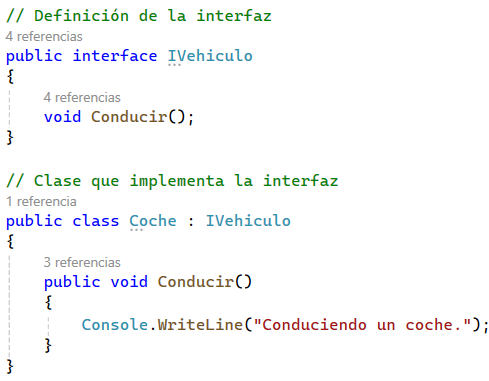 // Definición de la interfaz
4 referencias
public interface IVehiculo
{
4 referencias
void Conducir();
}
// Clase que implementa la interfaz
1 referencia
public class Coche : IVehiculo
{
3 referencias
public void Conducir()
{
Console.WriteLine("Conduciendo un coche.");
}
}